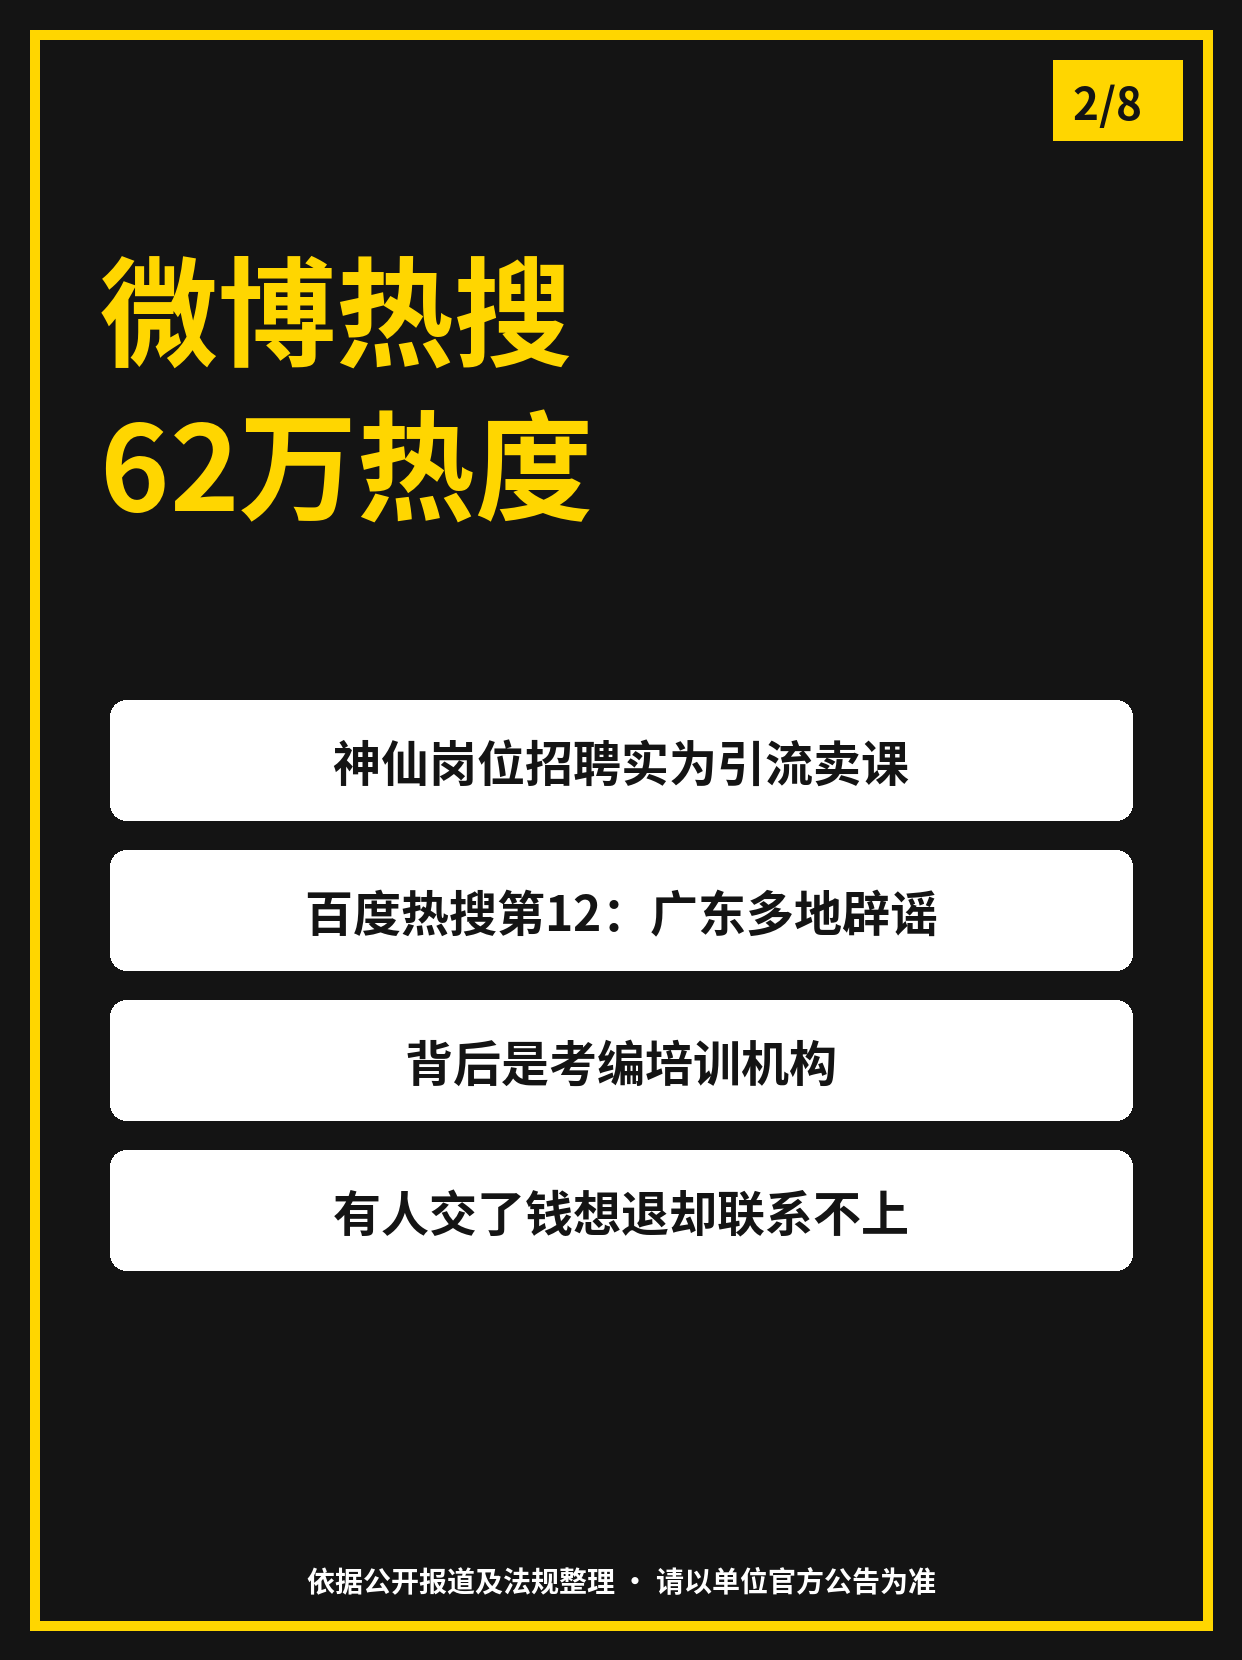 2/8
微博热搜
62万热度
神仙岗位招聘实为引流卖课
百度热搜第12：广东多地辟谣
背后是考编培训机构
有人交了钱想退却联系不上
依据公开报道及法规整理 · 请以单位官方公告为准